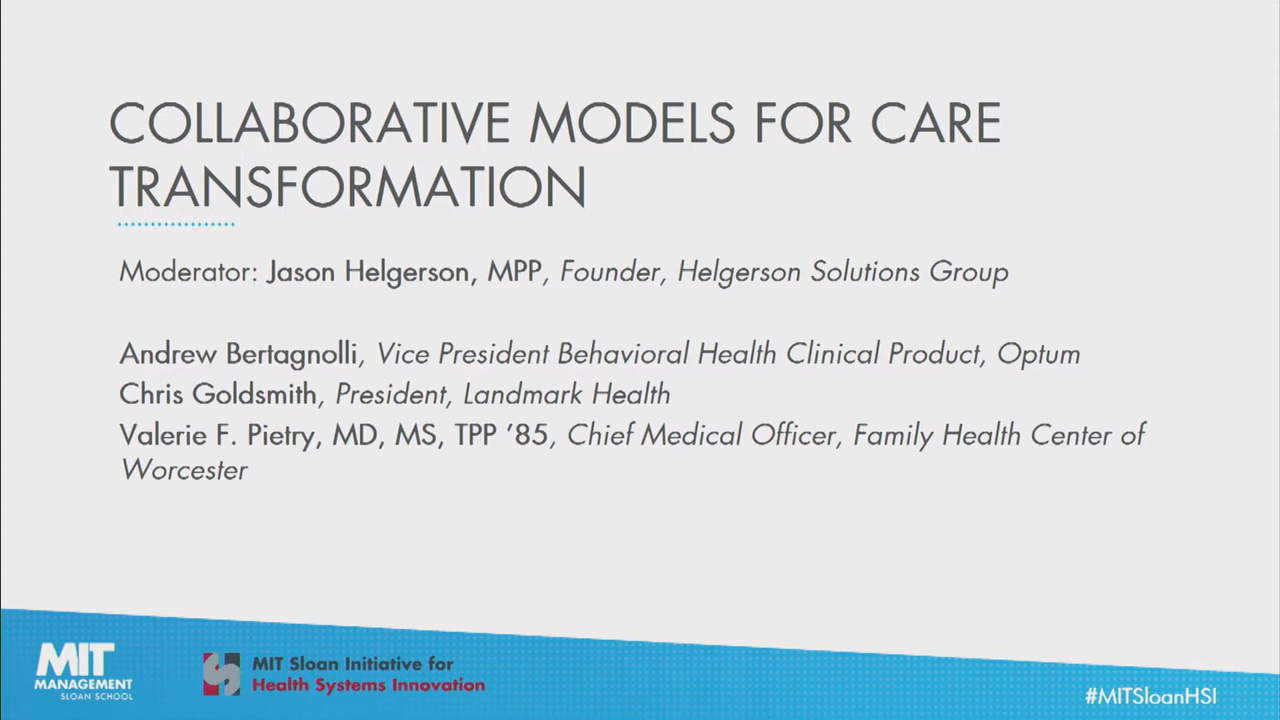 COLLABORATIVE MODELS FOR CARE
TRANSFORMATION
Moderator: Jason Helgerson, MPP, Founder, Helgerson Solutions Group
Andrew Bertagnolli, Vice President Behavioral Health Clinical Product, Optum
Chris Goldsmith, President, Landmark Health
Valerie F. Pietry, MD, MS, TPP ’85, Chief Medical Officer, Family Health Center of
Worcester
MIT
MANAGEMENT
SLOAN SCHOOL
MIT Sloan Initiative for
Health Systems Innovation
#MITSloanHSI